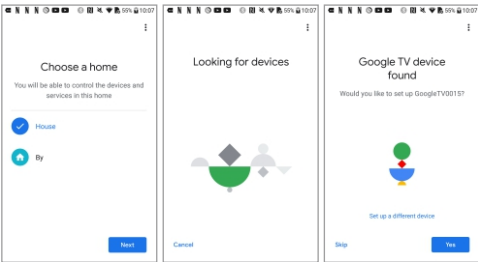 55% 10:07
Choose a home
You will be able to control the devices and
services in this home
House
By
Next
55% 10:07
Looking for devices
Cancel
55% 10:07
Google TV device
found
Would you like to set up GoogleTV0015?
Set up a different device
Skip
Yes